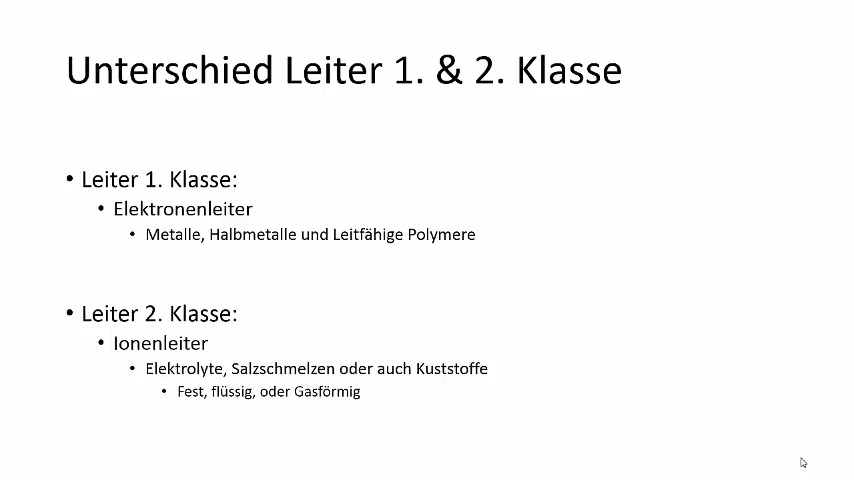 Unterschied Leiter 1. & 2. Klasse
• Leiter 1. Klasse:
• Elektronenleiter
• Metalle, Halbmetalle und Leitfähige Polymere
• Leiter 2. Klasse:
• Ionenleiter
• Elektrolyte, Salzschmelzen oder auch Kuststoffe
• Fest, flüssig, oder Gasförmig